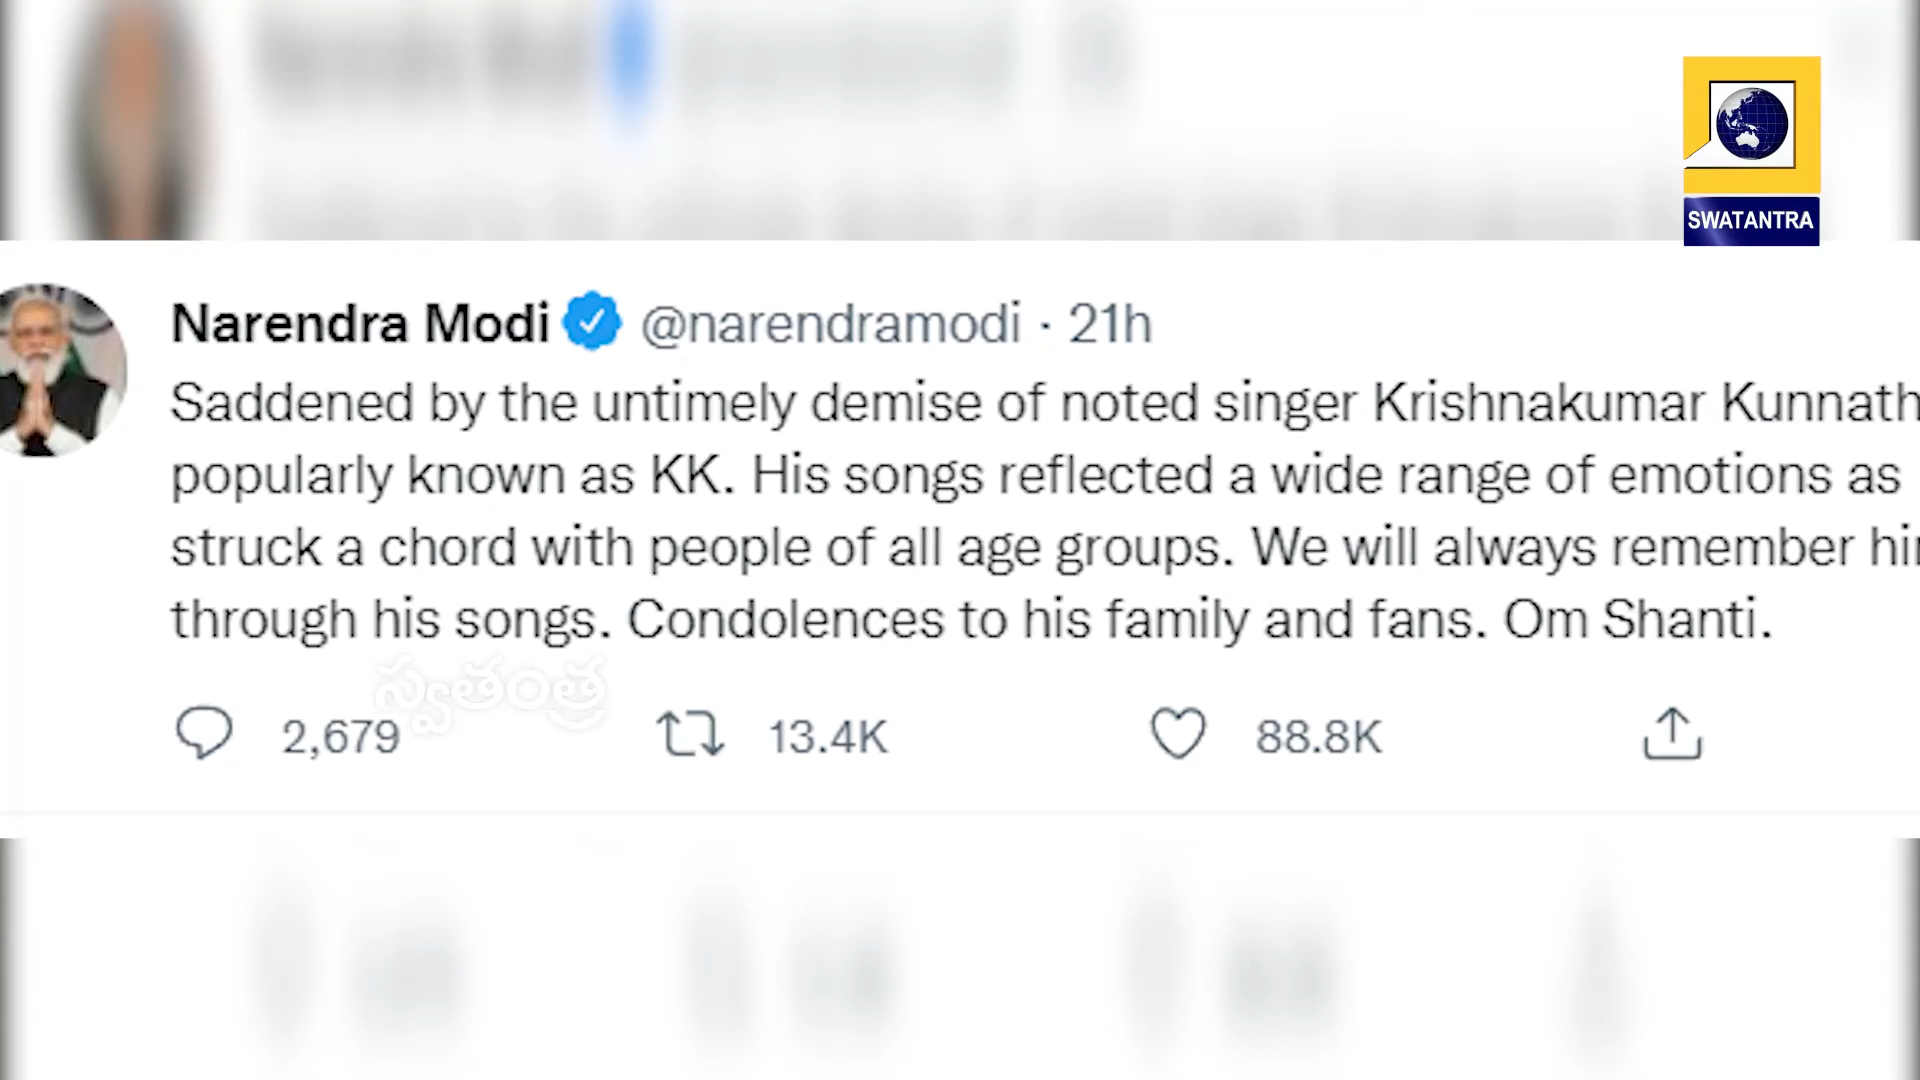 SWATANTRA
Narendra Modi @narendramodi · 21h
Saddened by the untimely demise of noted singer Krishnakumar Kunnath
popularly known as KK. His songs reflected a wide range of emotions as
struck a chord with people of all age groups. We will always remember
through his songs. Condolences to his family and fans. Om Shanti.
స్వతంత్ర
2,679 13.4K 88.8K